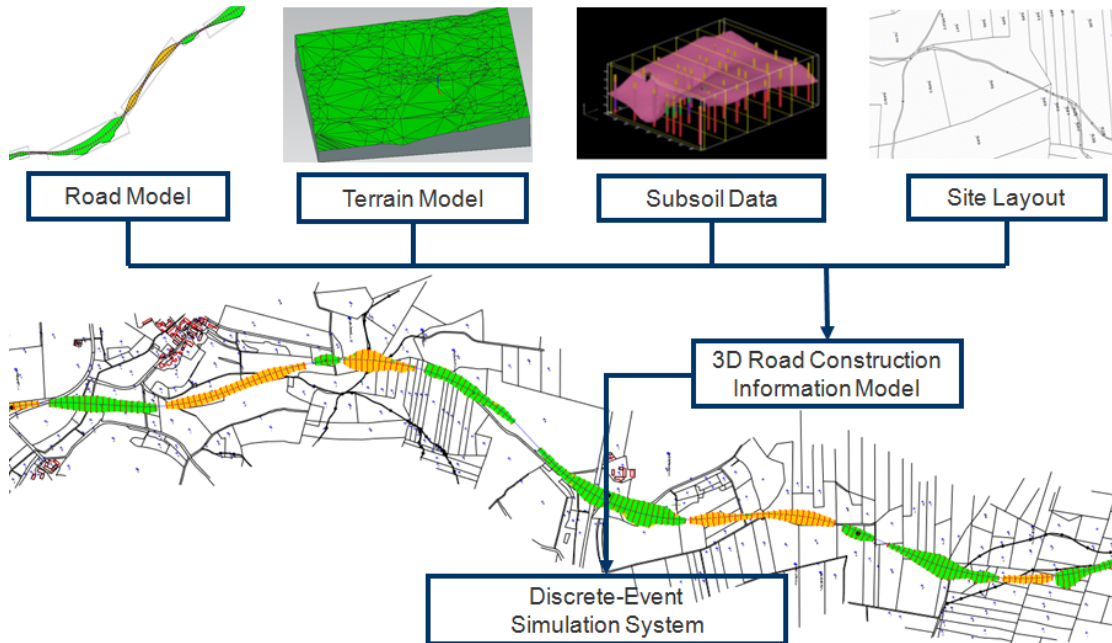 Road Model
Terrain Model
Subsoil Data
Site Layout
3D Road Construction
Information Model
Discrete-Event
Simulation System